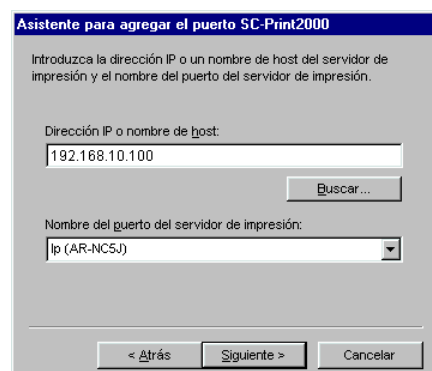 Asistente para agregar el puerto SC-Print2000
Introduzca la dirección IP o un nombre de host del servidor de
impresión y el nombre del puerto del servidor de impresión.
Dirección IP o nombre de host:
192.168.10.100
Buscar...
Nombre del puerto del servidor de impresión:
lp (AR-NC5J)
< Atrás
Siguiente >
Cancelar